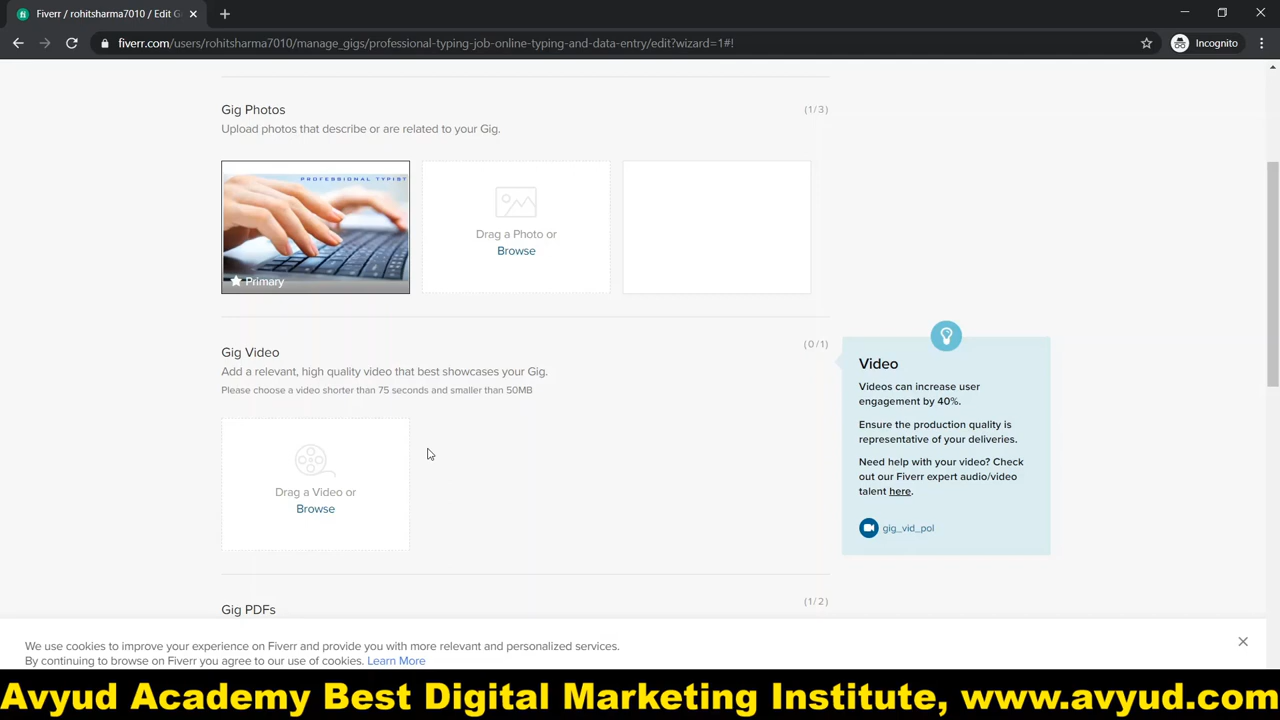 Fiverr / rohitsharma7010 / Edit G
fiverr.com/users/rohitsharma7010/manage_gigs/professional-typing-job-online-typing-and-data-entry/edit?wizard=1#!
Incognito
Gig Photos
(1/3)
Upload photos that describe or are related to your Gig.
PROFESSIONAL TYPIST
Primary
Drag a Photo or
Browse
Gig Video
(0/1)
Add a relevant, high quality video that best showcases your Gig.
Please choose a video shorter than 75 seconds and smaller than 50MB
Drag a Video or
Browse
Video
Videos can increase user
engagement by 40%.
Ensure the production quality is
representative of your deliveries.
Need help with your video? Check
out our Fiverr expert audio/video
talent here.
gig_vid_pol
Gig PDFs
(1/2)
We use cookies to improve your experience on Fiverr and provide you with more relevant and personalized services.
By continuing to browse on Fiverr you agree to our use of cookies. Learn More
Avyud Academy Best Digital Marketing Institute, www.avyud.com